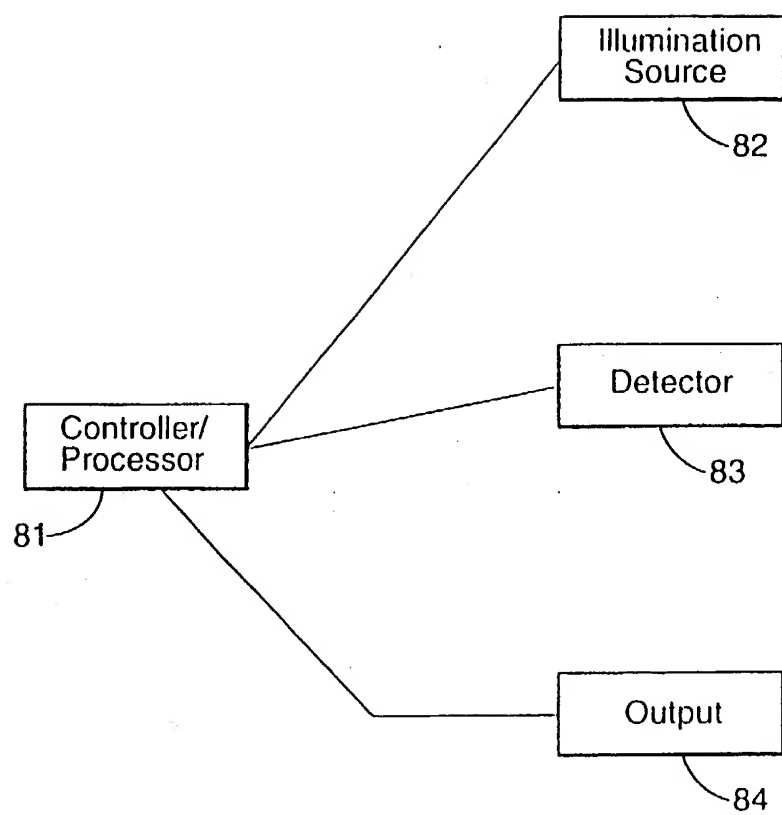 Illumination
Source
82
Detector
83
Controller/
Processor
81
Output
84